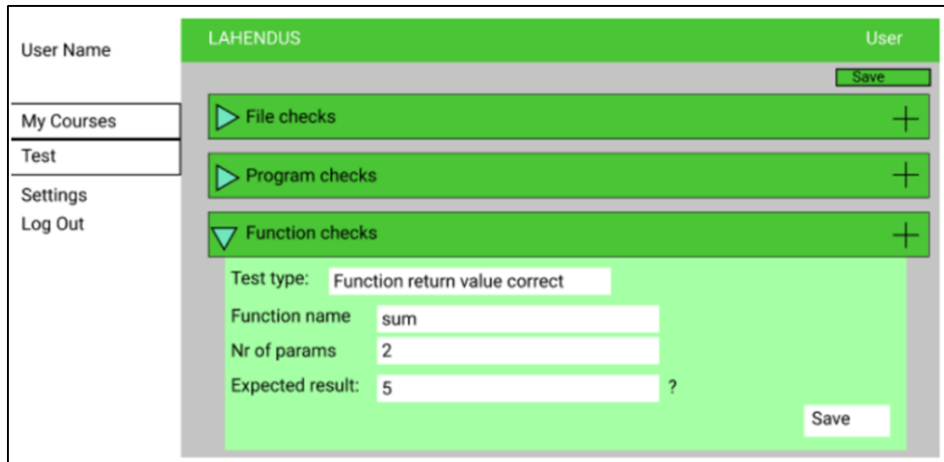 User Name
LAHENDUS
User
Save
My Courses
Test
Settings
Log Out
File checks
Program checks
Function checks
Test type: Function return value correct
Function name sum
Nr of params 2
Expected result: 5 ?
Save